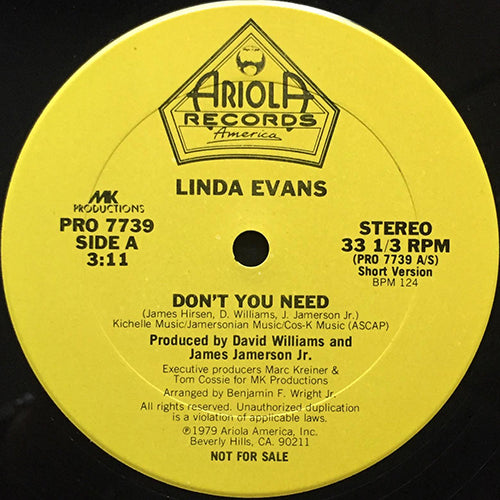 ARIOLA
RECORDS
America
LINDA EVANS
MK
PRODUCTIONS
PRO 7739
SIDE A
3:11
STEREO
33 1/3 RPM
(PRO 7739 A/S)
Short Version
BPM 124
DON'T YOU NEED
(James Hirsen, D. Williams, J. Jamerson Jr.)
Kichelle Music/Jamersonian Music/Cos-K Music (ASCAP)
Produced by David Williams and
James Jamerson Jr.
Executive producers Marc Kreiner &
Tom Cossie for MK Productions
Arranged by Benjamin F. Wright Jr.
All rights reserved. Unauthorized duplication
is a violation of applicable laws.
℗1979 Ariola America, Inc.
Beverly Hills, CA. 90211
NOT FOR SALE